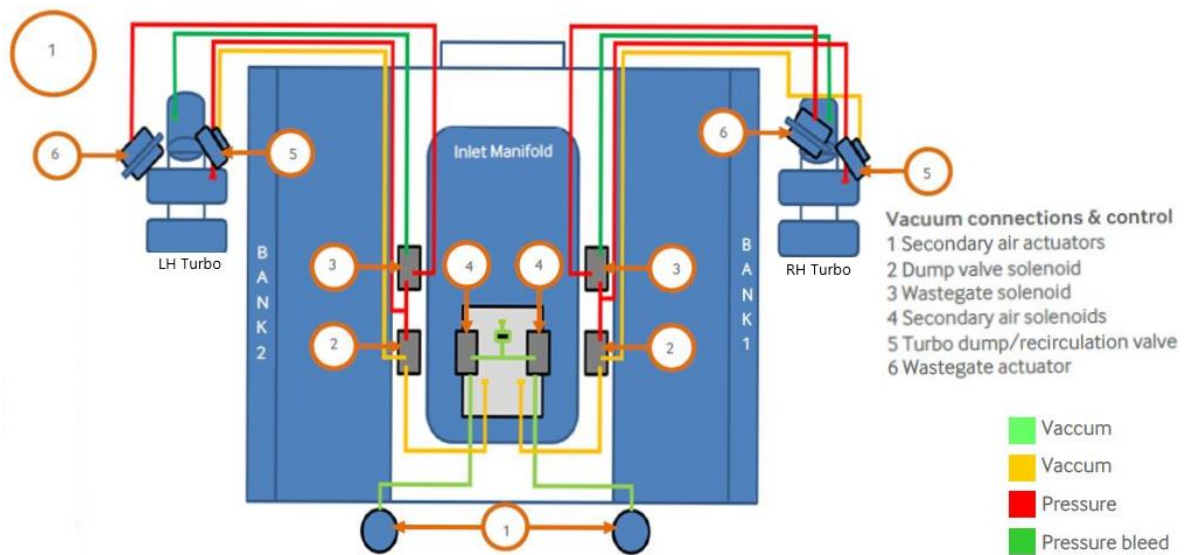 1
6
5
LH Turbo
BANK2
3
4
4
3
2
2
Inlet Manifold
BANK1
6
5
RH Turbo
1
Vacuum connections & control
1 Secondary air actuators
2 Dump valve solenoid
3 Wastegate solenoid
4 Secondary air solenoids
5 Turbo dump/recirculation valve
6 Wastegate actuator
Vaccum
Vaccum
Pressure
Pressure bleed